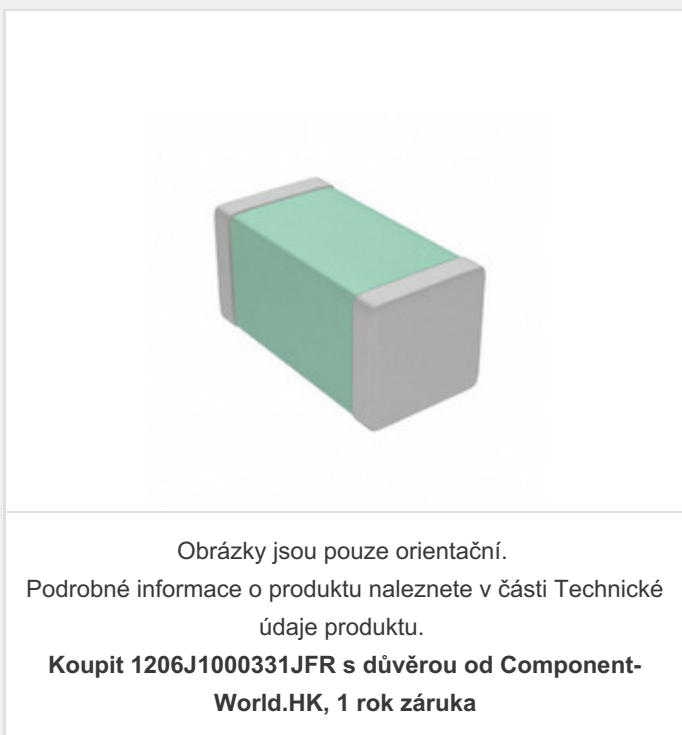 Obrázky jsou pouze orientační.
Podrobné informace o produktu naleznete v části Technické
údaje produktu.
Koupit 1206J1000331JFR s důvěrou od Component-
World.HK, 1 rok záruka